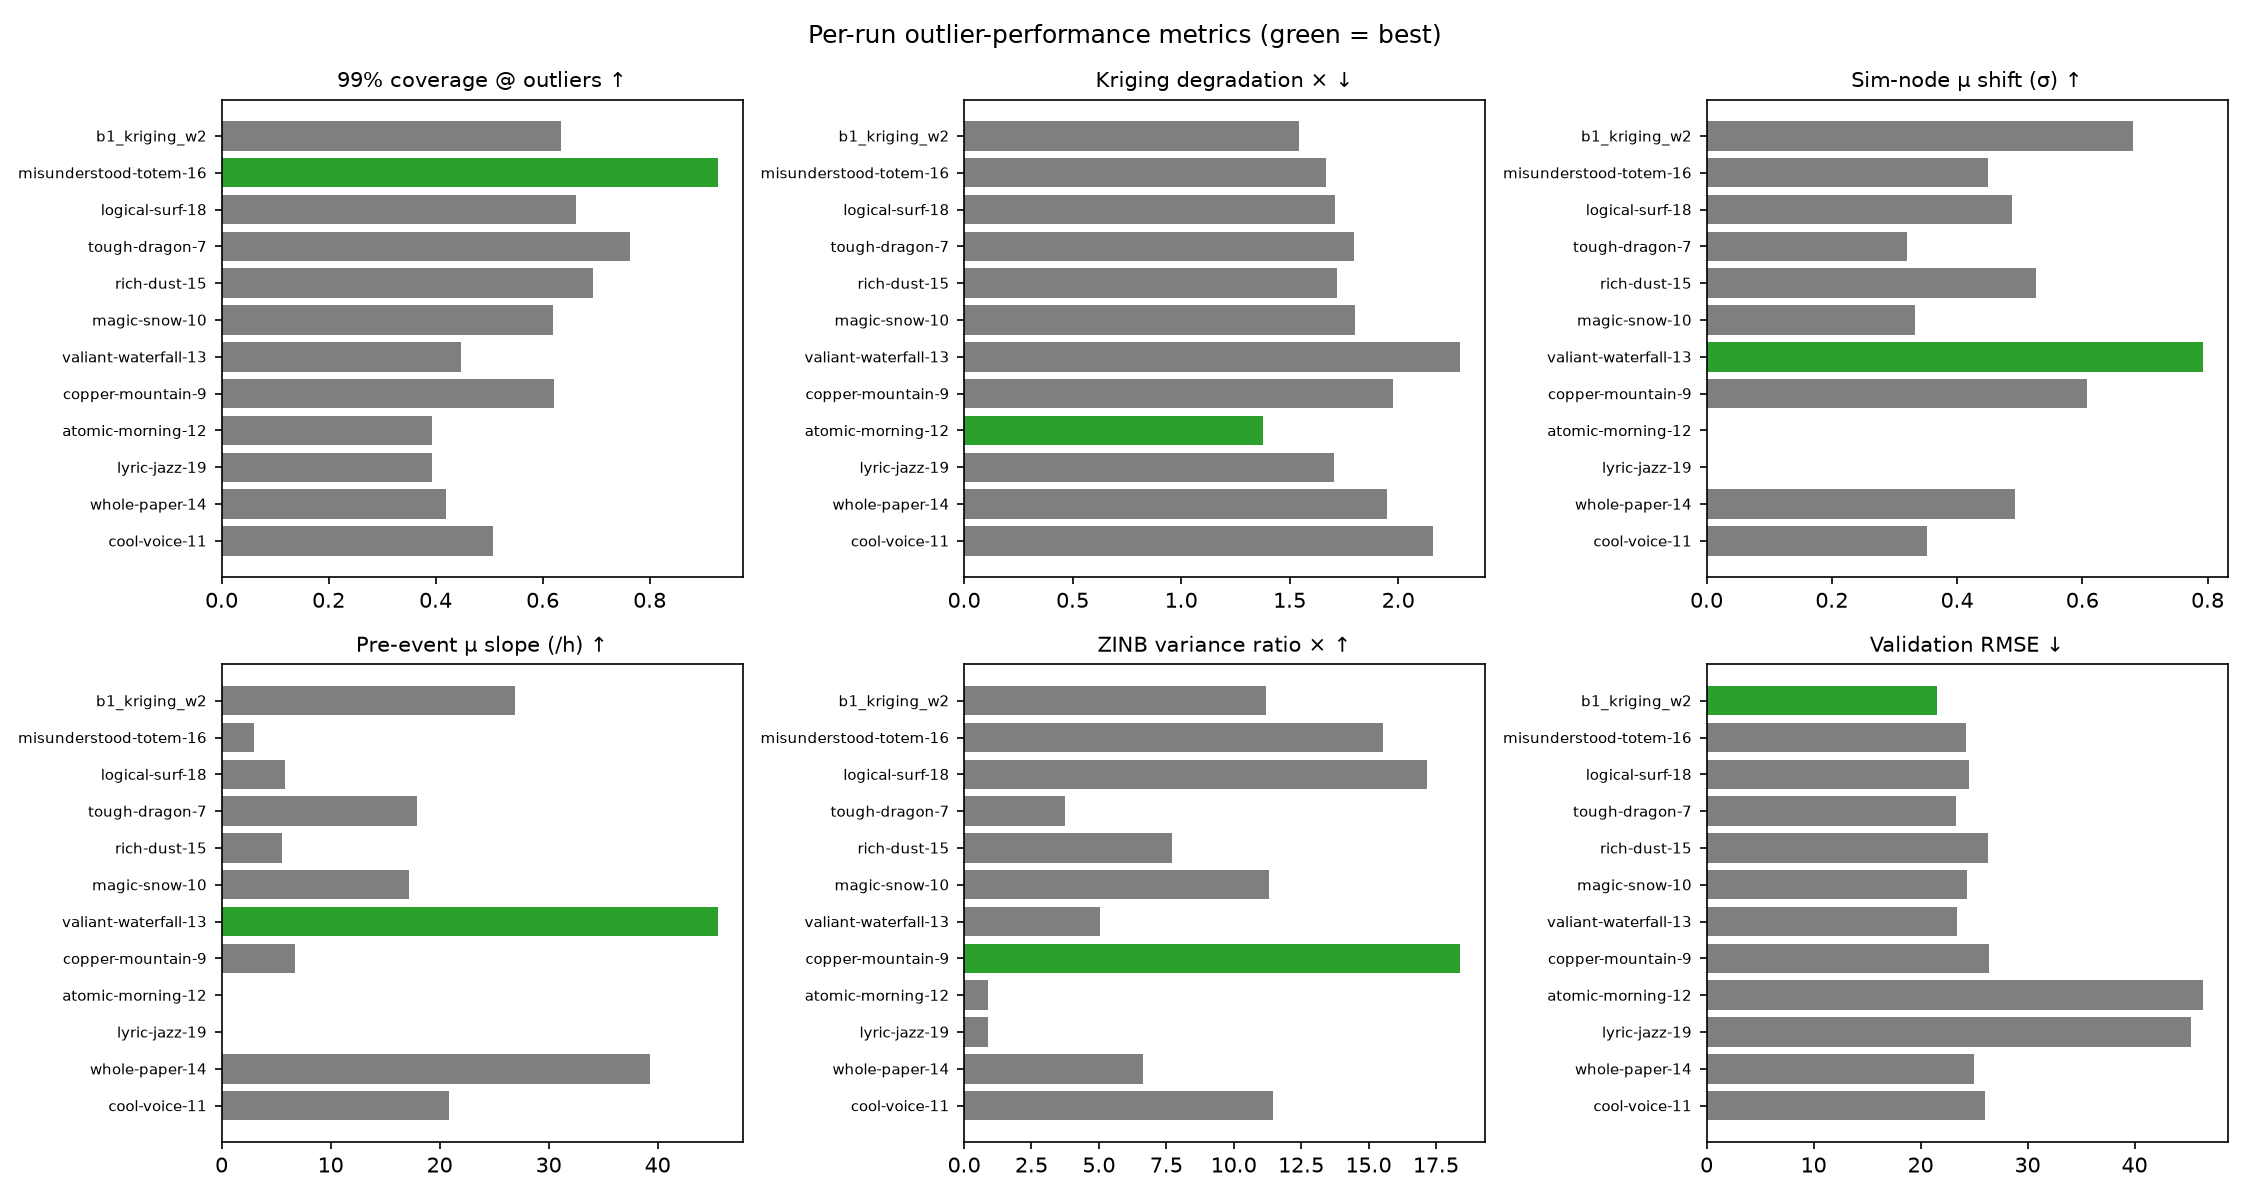 Per-run outlier-performance metrics (green = best)
99% coverage @ outliers ↑
b1_kriging_w2
misunderstood-totem-16
logical-surf-18
tough-dragon-7
rich-dust-15
magic-snow-10
valiant-waterfall-13
copper-mountain-9
atomic-morning-12
lyric-jazz-19
whole-paper-14
cool-voice-11
0.0 0.2 0.4 0.6 0.8
Kriging degradation × ↓
b1_kriging_w2
misunderstood-totem-16
logical-surf-18
tough-dragon-7
rich-dust-15
magic-snow-10
valiant-waterfall-13
copper-mountain-9
atomic-morning-12
lyric-jazz-19
whole-paper-14
cool-voice-11
0.0 0.5 1.0 1.5 2.0
Sim-node μ shift (σ) ↑
b1_kriging_w2
misunderstood-totem-16
logical-surf-18
tough-dragon-7
rich-dust-15
magic-snow-10
valiant-waterfall-13
copper-mountain-9
atomic-morning-12
lyric-jazz-19
whole-paper-14
cool-voice-11
0.0 0.2 0.4 0.6 0.8
Pre-event μ slope (/h) ↑
b1_kriging_w2
misunderstood-totem-16
logical-surf-18
tough-dragon-7
rich-dust-15
magic-snow-10
valiant-waterfall-13
copper-mountain-9
atomic-morning-12
lyric-jazz-19
whole-paper-14
cool-voice-11
0 10 20 30 40
ZINB variance ratio × ↑
b1_kriging_w2
misunderstood-totem-16
logical-surf-18
tough-dragon-7
rich-dust-15
magic-snow-10
valiant-waterfall-13
copper-mountain-9
atomic-morning-12
lyric-jazz-19
whole-paper-14
cool-voice-11
0.0 2.5 5.0 7.5 10.0 12.5 15.0 17.5
Validation RMSE ↓
b1_kriging_w2
misunderstood-totem-16
logical-surf-18
tough-dragon-7
rich-dust-15
magic-snow-10
valiant-waterfall-13
copper-mountain-9
atomic-morning-12
lyric-jazz-19
whole-paper-14
cool-voice-11
0 10 20 30 40